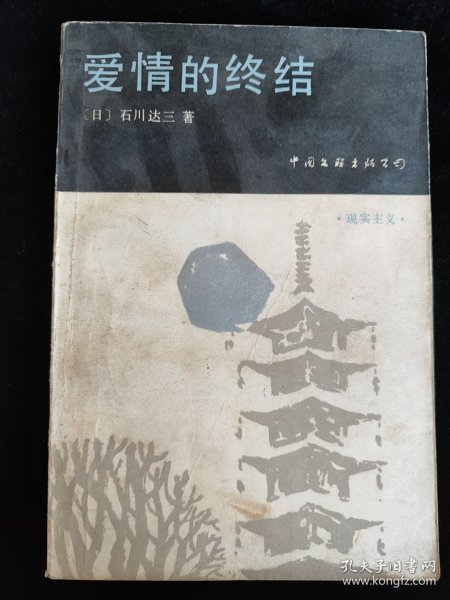 爱情的终结
〔日〕石川达三 著
中国文联出版公司
·现实主义·
孔夫子旧书网
www.kongfz.com